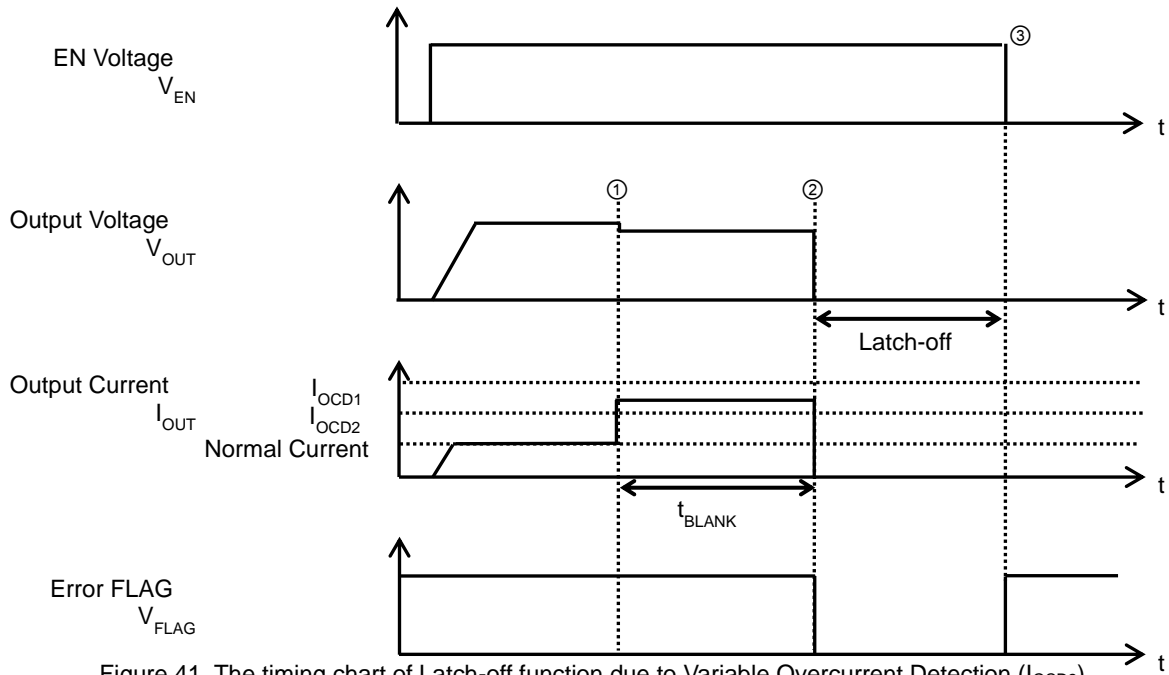 EN Voltage
V_EN
③
t
①
②
Output Voltage
V_OUT
t
Latch-off
Output Current
I_OUT
I_OCD1
I_OCD2
Normal Current
t
t_BLANK
Error FLAG
V_FLAG
t
Figure 41. The timing chart of Latch-off function due to Variable Overcurrent Detection (I_OCD2)